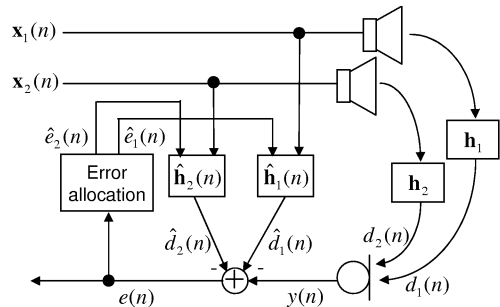 x₁(n)
x₂(n)
ê₂(n) ê₁(n)
Error
allocation
ĥ₂(n) ĥ₁(n)
h₁
h₂
d̂₂(n) d̂₁(n)
d₂(n)
d₁(n)
- + -
e(n) y(n)